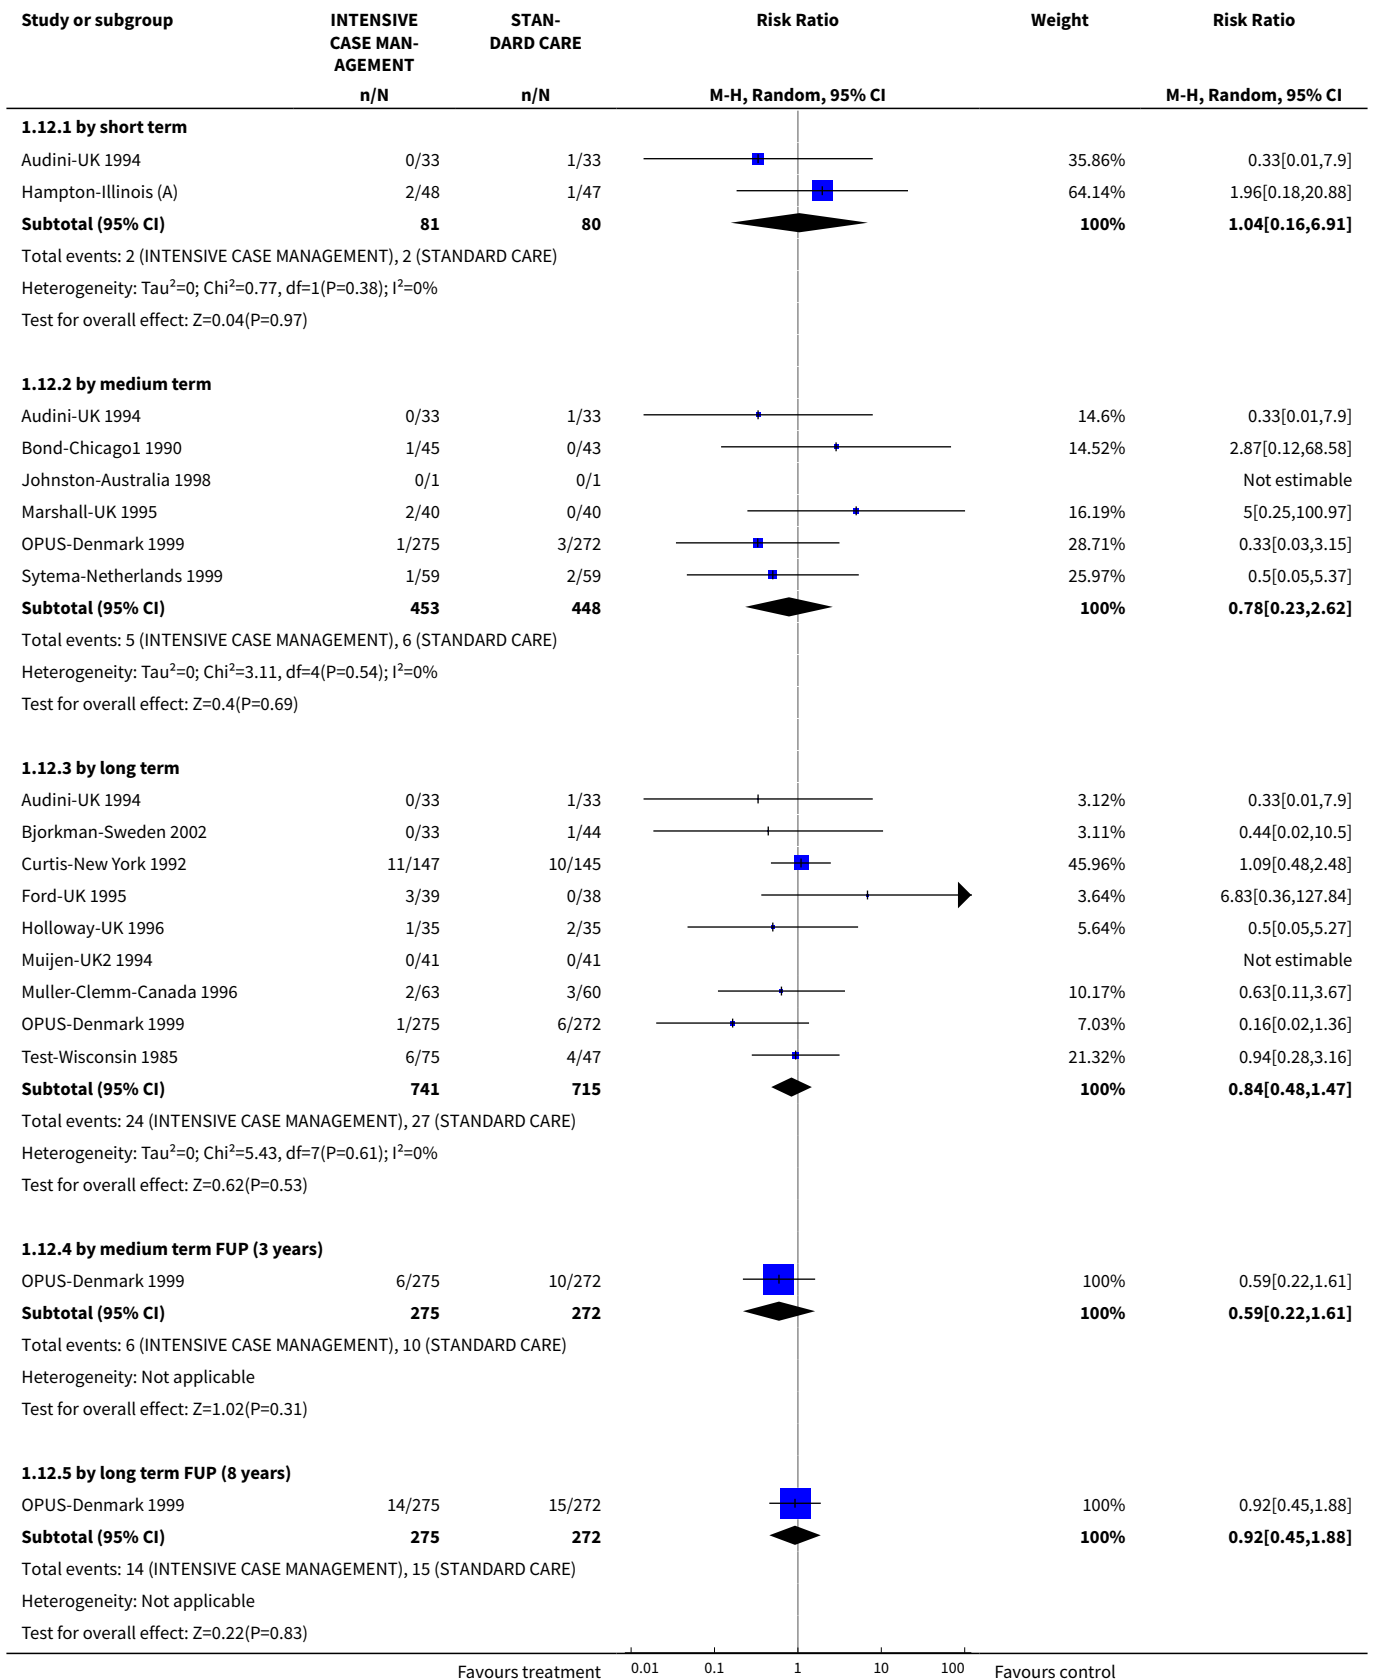 Study or subgroup INTENSIVE CASE MAN-AGEMENT STAN-DARD CARE Risk Ratio Weight Risk Ratio
n/N n/N M-H, Random, 95% CI M-H, Random, 95% CI
1.12.1 by short term
Audini-UK 1994 0/33 1/33 35.86% 0.33[0.01,7.9]
Hampton-Illinois (A) 2/48 1/47 64.14% 1.96[0.18,20.88]
Subtotal (95% CI) 81 80 100% 1.04[0.16,6.91]
Total events: 2 (INTENSIVE CASE MANAGEMENT), 2 (STANDARD CARE)
Heterogeneity: Tau²=0; Chi²=0.77, df=1(P=0.38); I²=0%
Test for overall effect: Z=0.04(P=0.97)
1.12.2 by medium term
Audini-UK 1994 0/33 1/33 14.6% 0.33[0.01,7.9]
Bond-Chicago1 1990 1/45 0/43 14.52% 2.87[0.12,68.58]
Johnston-Australia 1998 0/1 0/1 Not estimable
Marshall-UK 1995 2/40 0/40 16.19% 5[0.25,100.97]
OPUS-Denmark 1999 1/275 3/272 28.71% 0.33[0.03,3.15]
Sytema-Netherlands 1999 1/59 2/59 25.97% 0.5[0.05,5.37]
Subtotal (95% CI) 453 448 100% 0.78[0.23,2.62]
Total events: 5 (INTENSIVE CASE MANAGEMENT), 6 (STANDARD CARE)
Heterogeneity: Tau²=0; Chi²=3.11, df=4(P=0.54); I²=0%
Test for overall effect: Z=0.4(P=0.69)
1.12.3 by long term
Audini-UK 1994 0/33 1/33 3.12% 0.33[0.01,7.9]
Bjorkman-Sweden 2002 0/33 1/44 3.11% 0.44[0.02,10.5]
Curtis-New York 1992 11/147 10/145 45.96% 1.09[0.48,2.48]
Ford-UK 1995 3/39 0/38 3.64% 6.83[0.36,127.84]
Holloway-UK 1996 1/35 2/35 5.64% 0.5[0.05,5.27]
Muijen-UK2 1994 0/41 0/41 Not estimable
Muller-Clemm-Canada 1996 2/63 3/60 10.17% 0.63[0.11,3.67]
OPUS-Denmark 1999 1/275 6/272 7.03% 0.16[0.02,1.36]
Test-Wisconsin 1985 6/75 4/47 21.32% 0.94[0.28,3.16]
Subtotal (95% CI) 741 715 100% 0.84[0.48,1.47]
Total events: 24 (INTENSIVE CASE MANAGEMENT), 27 (STANDARD CARE)
Heterogeneity: Tau²=0; Chi²=5.43, df=7(P=0.61); I²=0%
Test for overall effect: Z=0.62(P=0.53)
1.12.4 by medium term FUP (3 years)
OPUS-Denmark 1999 6/275 10/272 100% 0.59[0.22,1.61]
Subtotal (95% CI) 275 272 100% 0.59[0.22,1.61]
Total events: 6 (INTENSIVE CASE MANAGEMENT), 10 (STANDARD CARE)
Heterogeneity: Not applicable
Test for overall effect: Z=1.02(P=0.31)
1.12.5 by long term FUP (8 years)
OPUS-Denmark 1999 14/275 15/272 100% 0.92[0.45,1.88]
Subtotal (95% CI) 275 272 100% 0.92[0.45,1.88]
Total events: 14 (INTENSIVE CASE MANAGEMENT), 15 (STANDARD CARE)
Heterogeneity: Not applicable
Test for overall effect: Z=0.22(P=0.83)
Favours treatment 0.01 0.1 1 10 100 Favours control